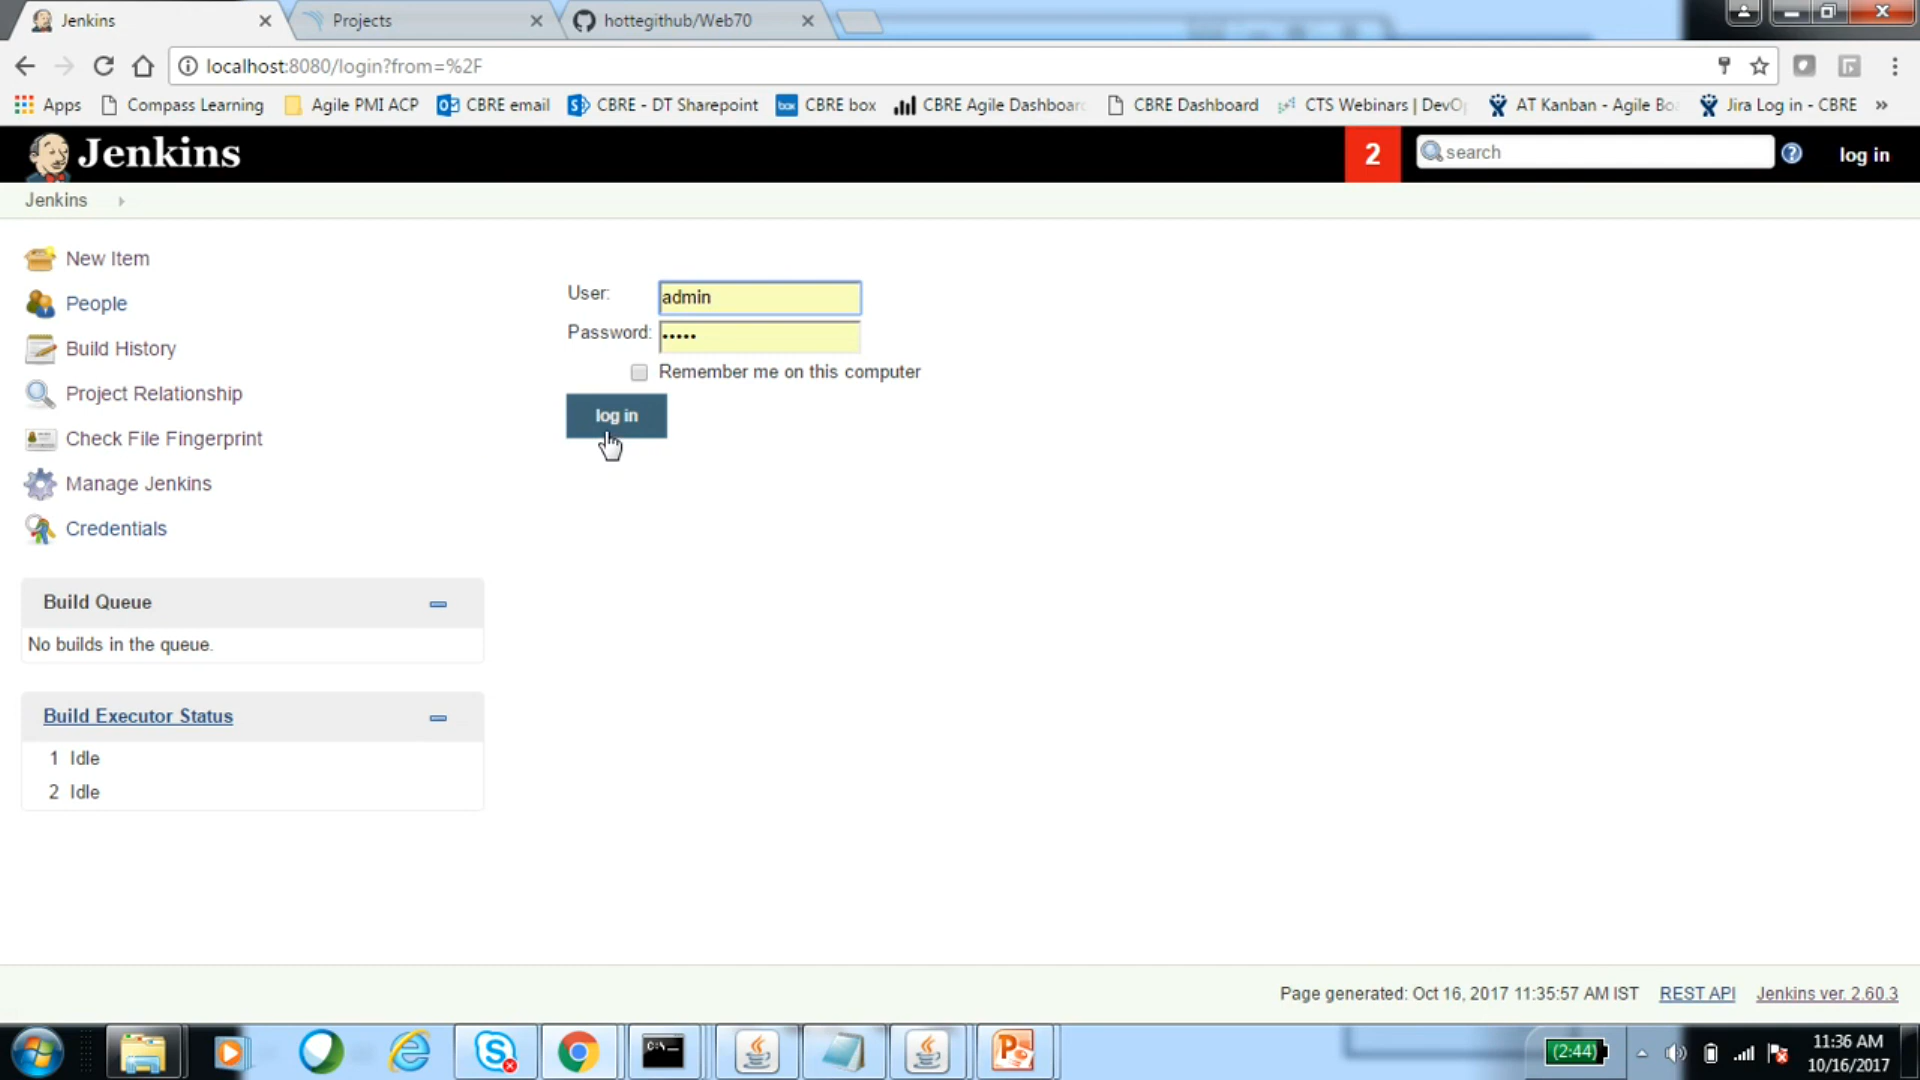 Jenkins
Projects
hottegithub/Web70
localhost:8080/login?from=%2F
Apps
Compass Learning
Agile PMI ACP
CBRE email
CBRE - DT Sharepoint
box CBRE box
CBRE Agile Dashboar
CBRE Dashboard
CTS Webinars | DevO
AT Kanban - Agile Bo
Jira Log in - CBRE
»
Jenkins
2
search
log in
Jenkins
New Item
People
Build History
Project Relationship
Check File Fingerprint
Manage Jenkins
Credentials
User: admin
Password: •••••
Remember me on this computer
log in
Build Queue
No builds in the queue.
Build Executor Status
1 Idle
2 Idle
Page generated: Oct 16, 2017 11:35:57 AM IST
REST API
Jenkins ver. 2.60.3
C:\_
(2:44)
11:36 AM
10/16/2017